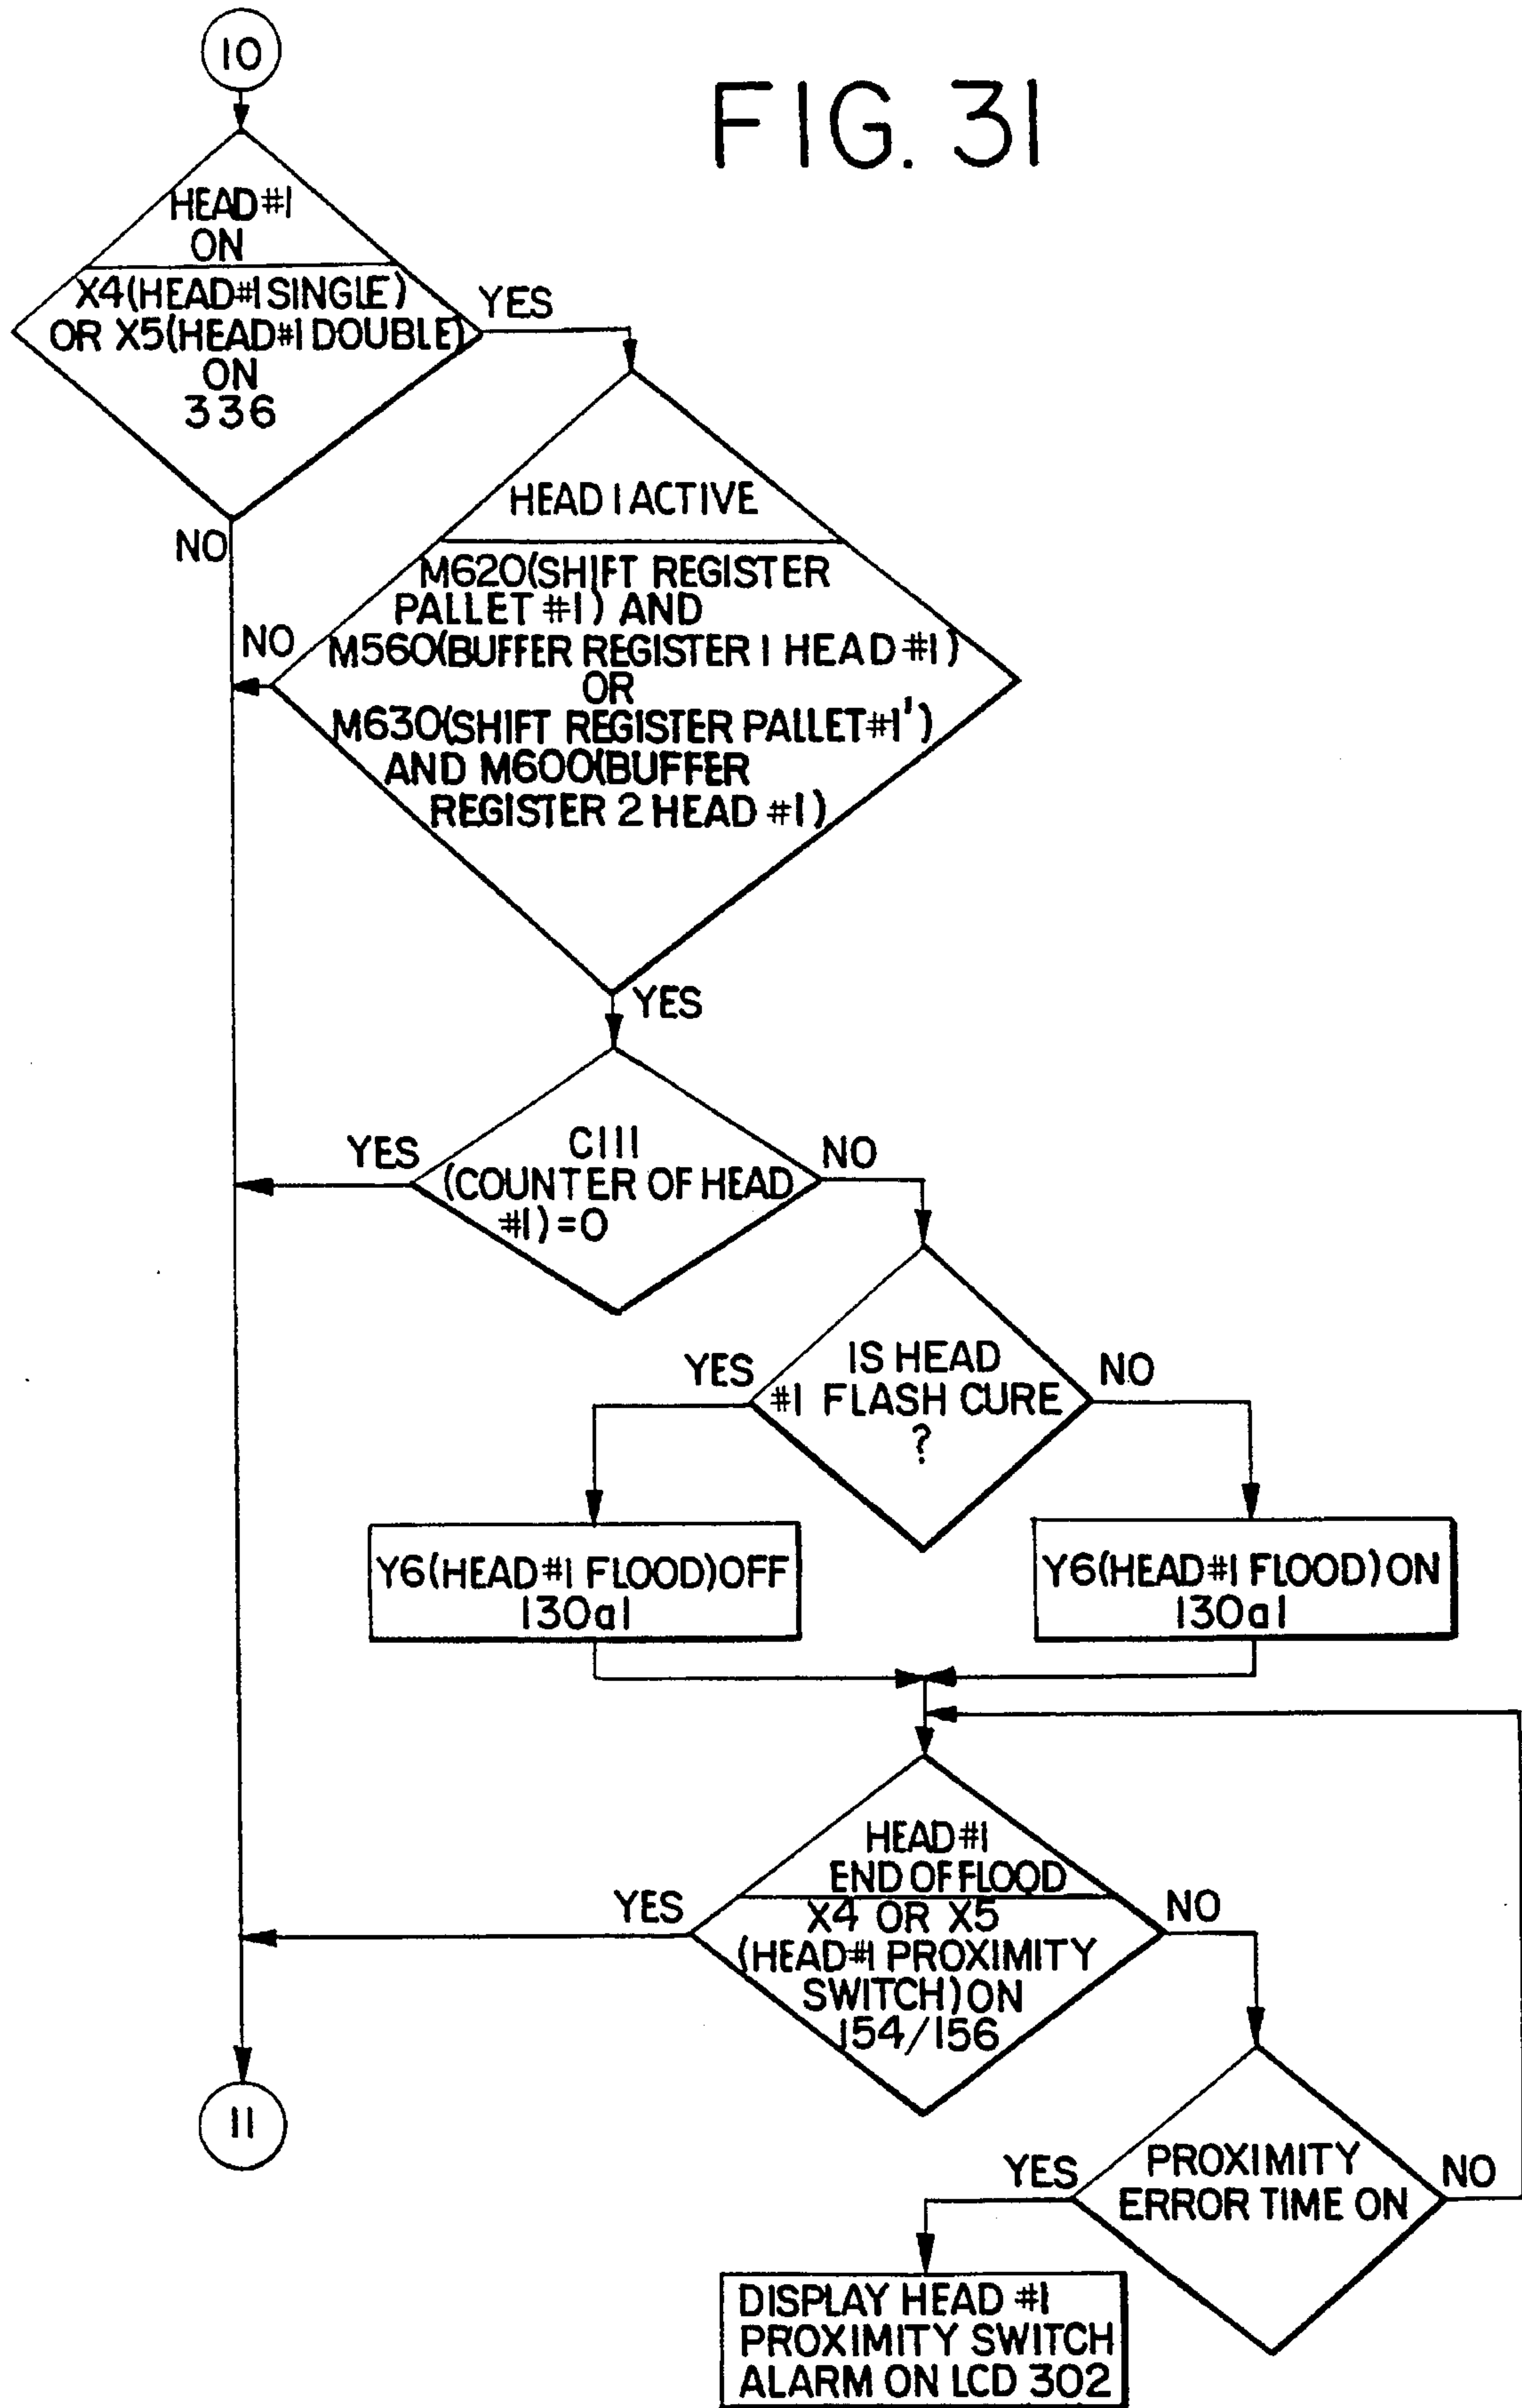 10
FIG. 31
HEAD #1
ON
X4(HEAD#1 SINGLE)
OR X5(HEAD#1 DOUBLE)
ON
336
YES
NO
HEAD 1 ACTIVE
M620(SHIFT REGISTER
PALLET #1) AND
M560(BUFFER REGISTER 1 HEAD #1)
OR
M630(SHIFT REGISTER PALLET#1')
AND M600(BUFFER
REGISTER 2 HEAD #1)
NO
YES
C111
(COUNTER OF HEAD
#1)=0
YES
NO
IS HEAD
#1 FLASH CURE
?
YES
NO
Y6(HEAD#1 FLOOD)OFF
130a1
Y6(HEAD#1 FLOOD)ON
130a1
HEAD#1
END OF FLOOD
X4 OR X5
(HEAD#1 PROXIMITY
SWITCH)ON
154/156
YES
NO
11
PROXIMITY
ERROR TIME ON
YES
NO
DISPLAY HEAD #1
PROXIMITY SWITCH
ALARM ON LCD 302